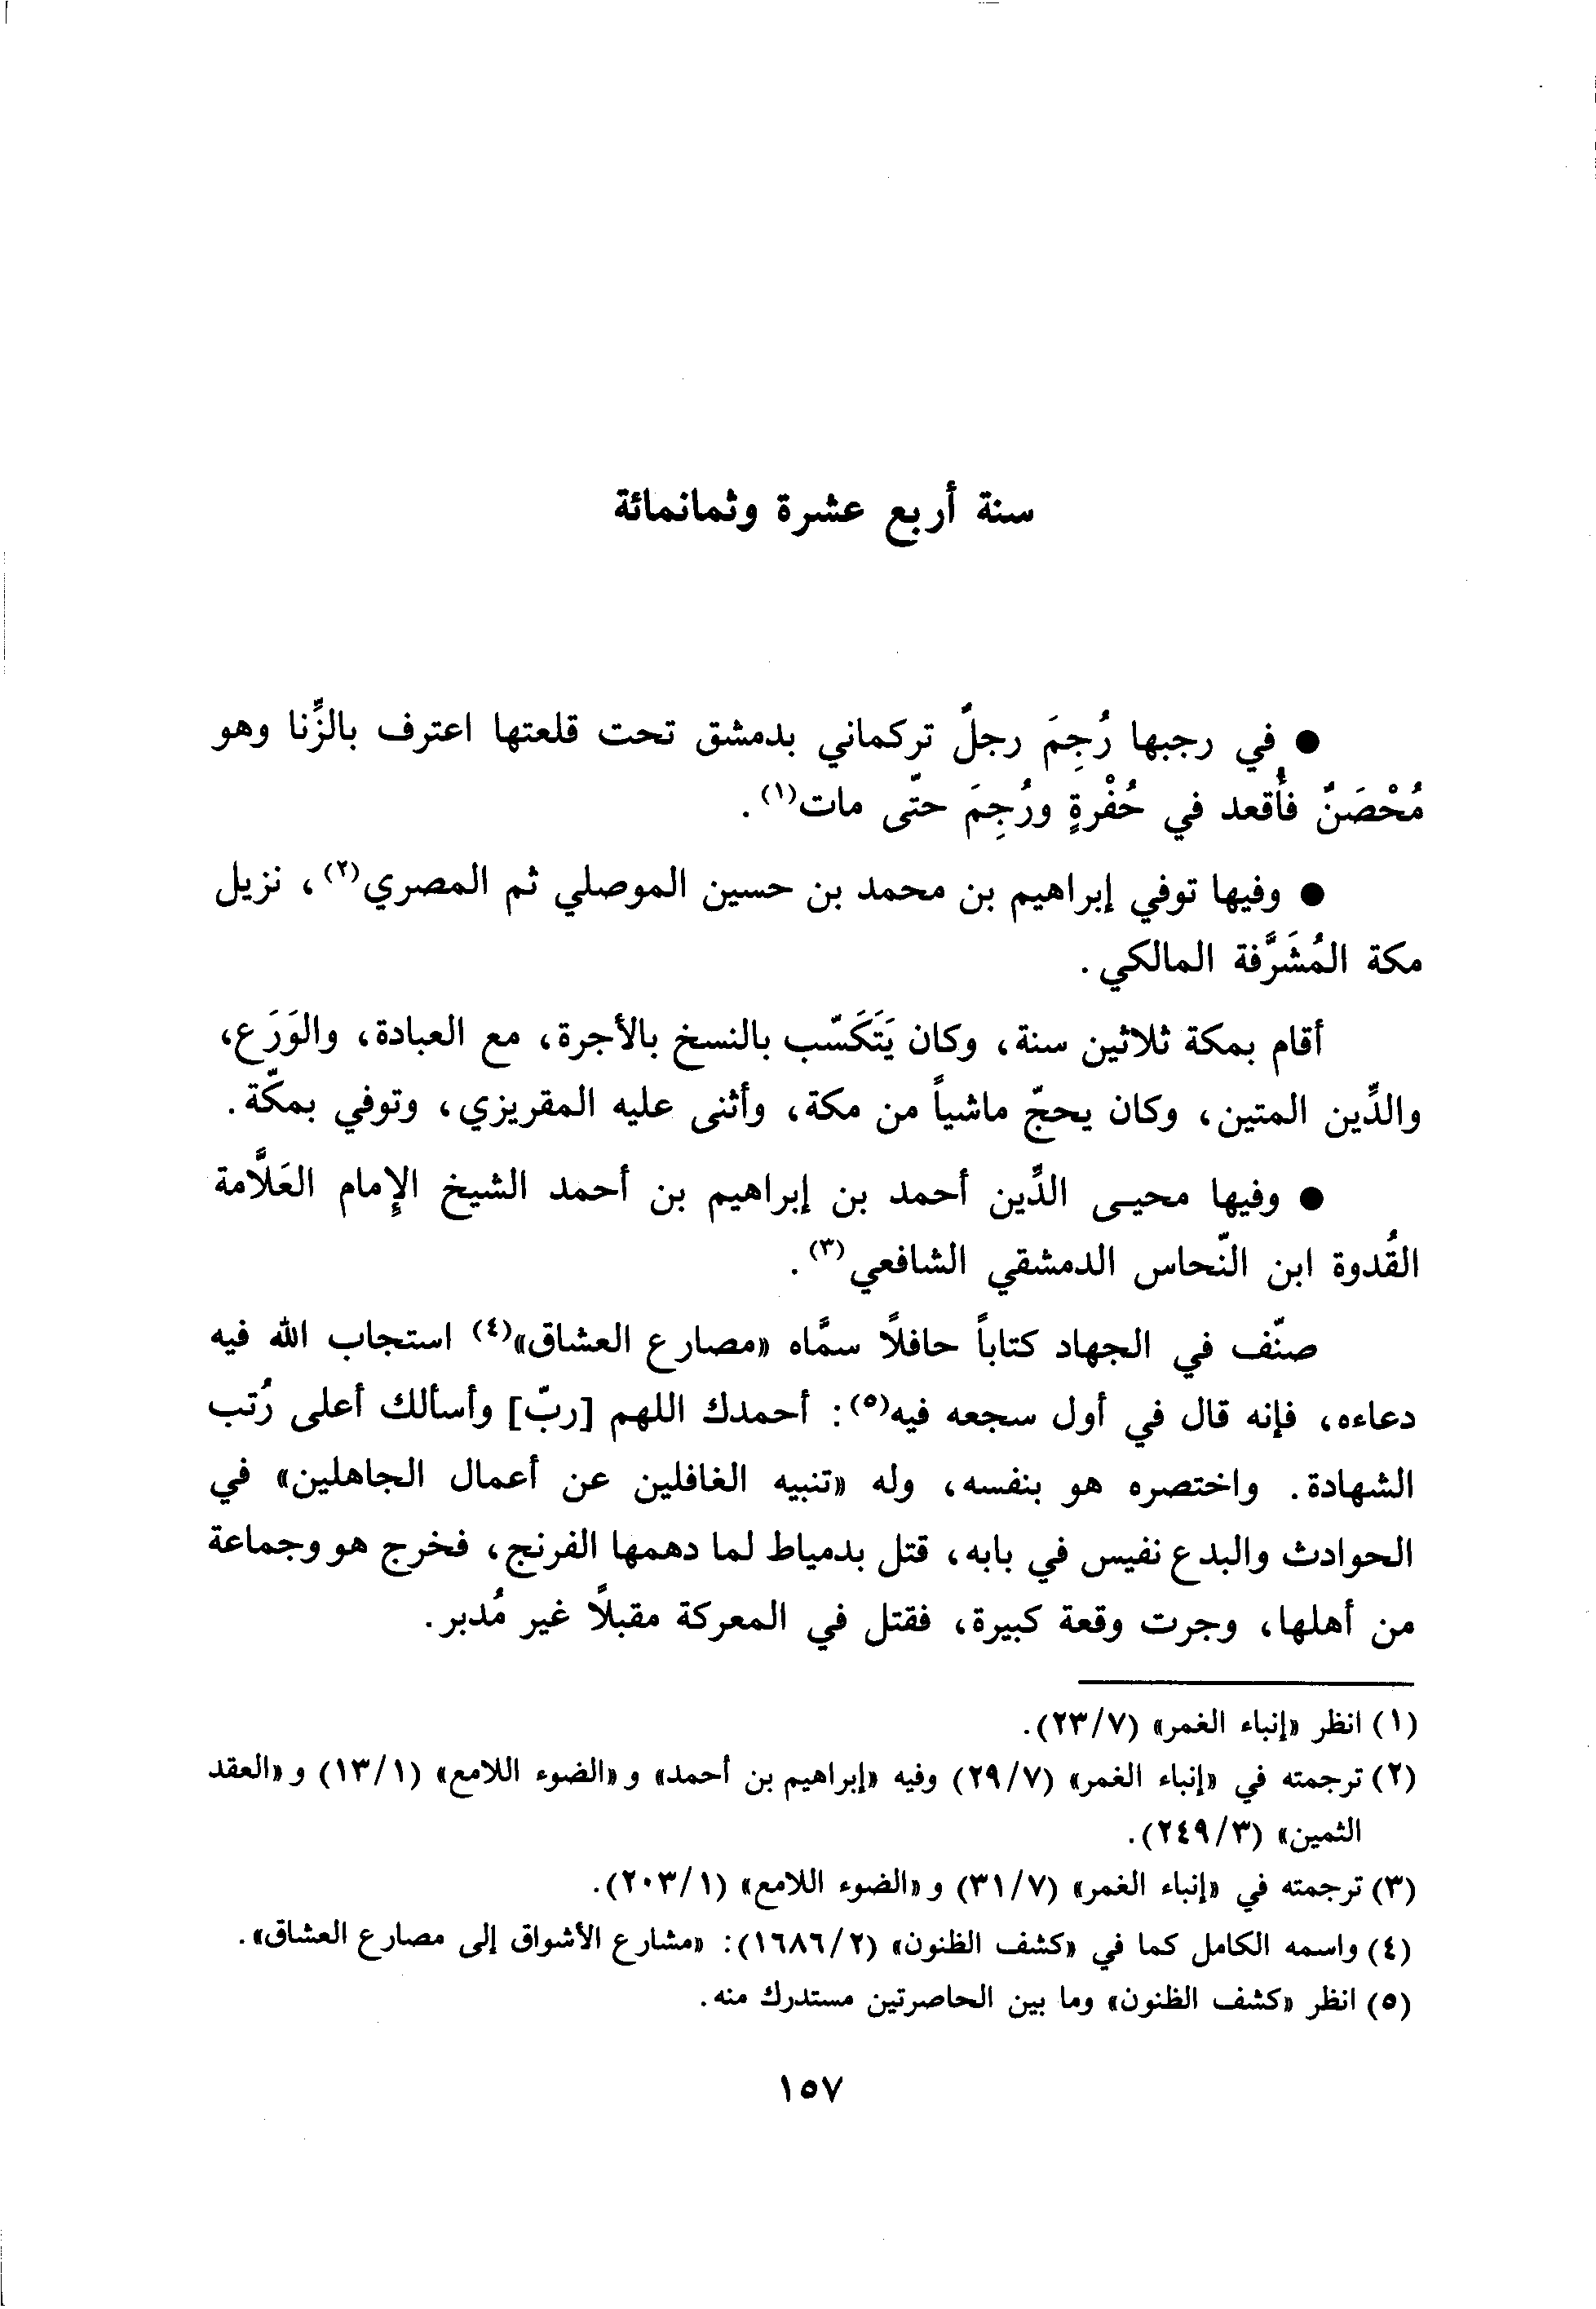 سنة أربع عشرة وثمانمائة
● في رجبها رُجِمَ رجلٌ تركماني بدمشق تحت قلعتها اعترف بالزِّنا وهو
مُحْصَنٌ فأُقعد في حُفْرةٍ ورُجِمَ حتّى مات(١).
● وفيها توفي إبراهيم بن محمد بن حسين الموصلي ثم المصري(٢)، نزيل
مكة المُشَرَّفة المالكي.
أقام بمكة ثلاثين سنة، وكان يَتَكَسّب بالنسخ بالأجرة، مع العبادة، والوَرَع،
والدِّين المتين، وكان يحجّ ماشياً من مكة، وأثنى عليه المقريزي، وتوفي بمكّة.
● وفيها محيـى الدِّين أحمد بن إبراهيم بن أحمد الشيخ الإِمام العَلَّامة
القُدوة ابن النّحاس الدمشقي الشافعي(٣).
صنّف في الجهاد كتاباً حافلاً سمَّاه «مصارع العشاق»(٤) استجاب الله فيه
دعاءه، فإنه قال في أول سجعه فيه(٥): أحمدك اللهم [ربّ] وأسألك أعلى رُتب
الشهادة. واختصره هو بنفسه، وله «تنبيه الغافلين عن أعمال الجاهلين» في
الحوادث والبدع نفيس في بابه، قتل بدمياط لما دهمها الفرنج، فخرج هو وجماعة
من أهلها، وجرت وقعة كبيرة، فقتل في المعركة مقبلاً غير مُدبر.
(١) انظر «إنباء الغمر» (٢٣/٧).
(٢) ترجمته في «إنباء الغمر» (٢٩/٧) وفيه «إبراهيم بن أحمد» و «الضوء اللامع» (١٣/١) و «العقد
الثمين» (٢٤٩/٣).
(٣) ترجمته في «إنباء الغمر» (٣١/٧) و «الضوء اللامع» (٢٠٣/١).
(٤) واسمه الكامل كما في «كشف الظنون» (١٦٨٦/٢): «مشارع الأشواق إلى مصارع العشاق».
(٥) انظر «كشف الظنون» وما بين الحاصرتين مستدرك منه.
١٥٧